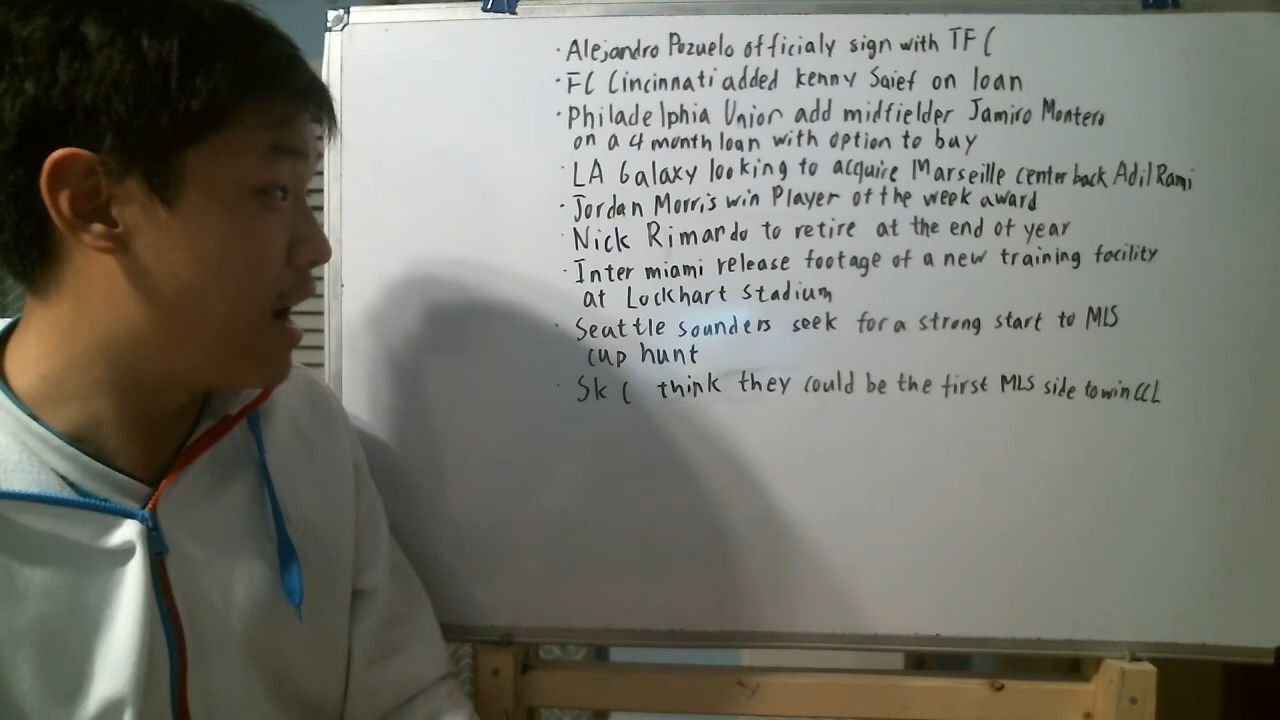 · Alejandro Pozuelo officialy sign with TFC
· FC Cincinnati added kenny Saief on loan
· Philadelphia Union add midfielder Jamiro Montero
on a 4 month loan with option to buy
· LA Galaxy looking to acquire Marseille center back Adil Rami
· Jordan Morris win Player of the week award
· Nick Rimardo to retire at the end of year
· Inter miami release footage of a new training facility
at Lockhart Stadium
· Seattle sounders seek for a strong start to MLS
cup hunt
· SKC think they could be the first MLS side to win CCL